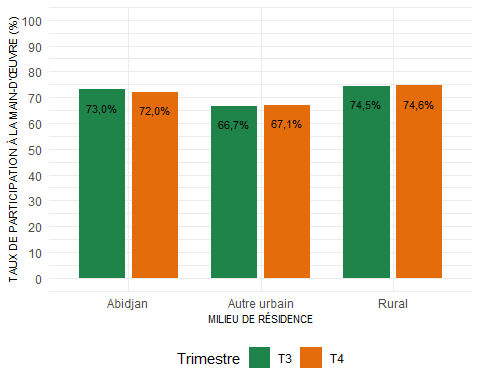 TAUX DE PARTICIPATION À LA MAIN-D'ŒUVRE (%)
100
90
80
70
60
50
40
30
20
10
0
73,0%
72,0%
66,7%
67,1%
74,5%
74,6%
Abidjan
Autre urbain
Rural
MILIEU DE RÉSIDENCE
Trimestre
T3
T4